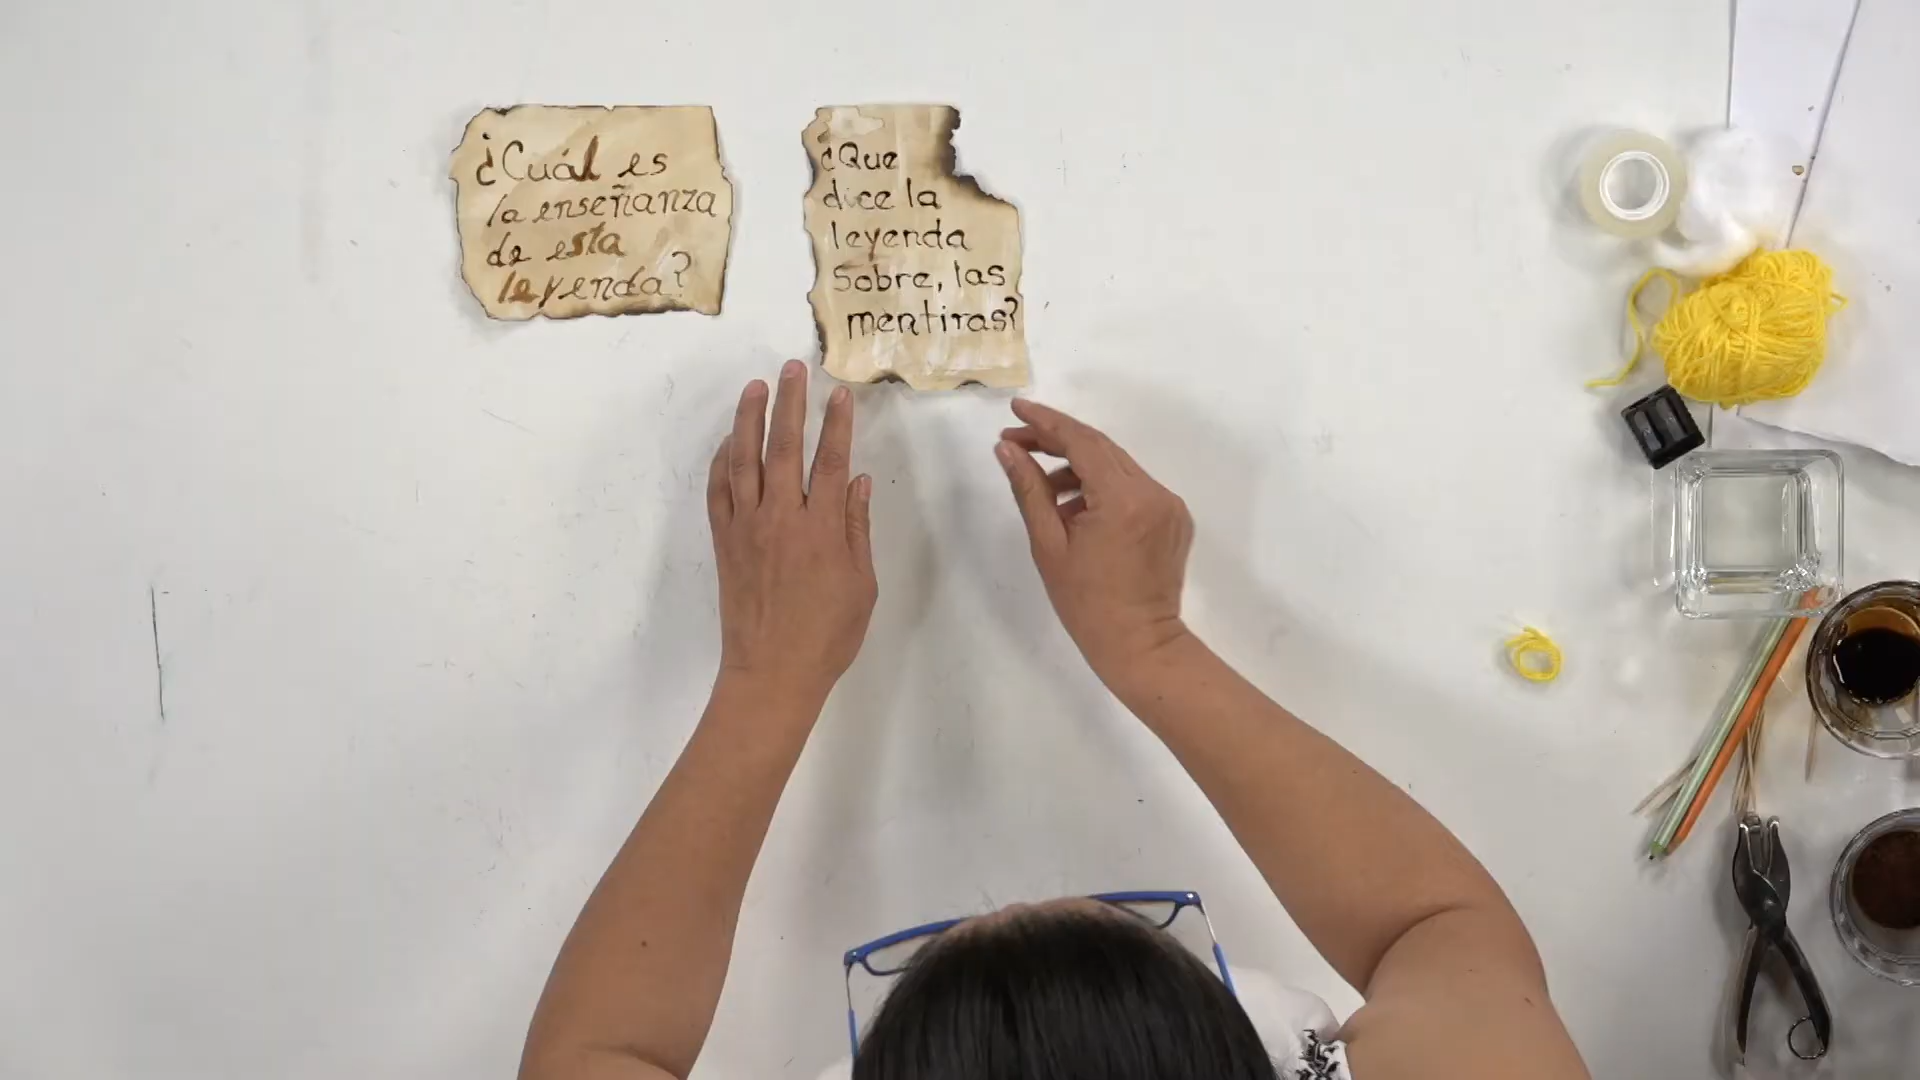 ¿Cuál es
la enseñanza
de esta
leyenda?
¿Que
dice la
leyenda
Sobre, las
mentiras?